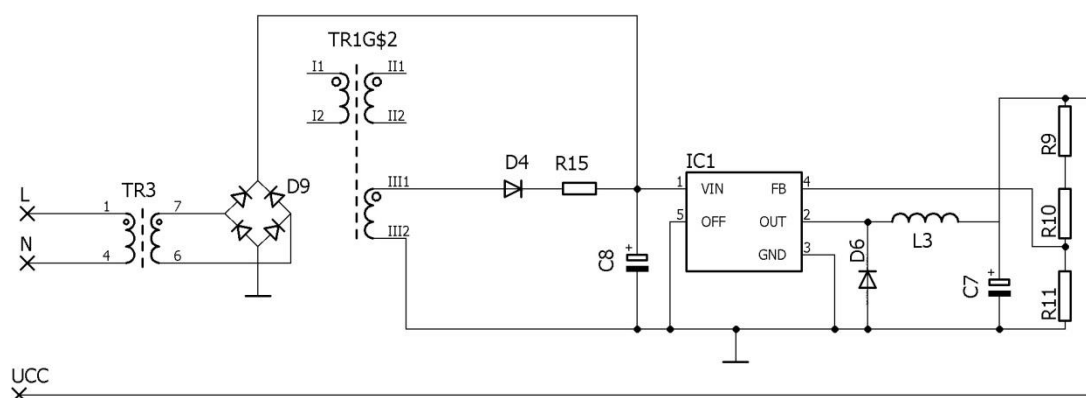 TR1G$2
I1
II1
I2
II2
D4
R15
IC1
R9
III1
1
VIN
FB
4
TR3
D9
L
1
7
5
OFF
OUT
2
R10
III2
L3
N
4
6
GND
3
C8
+
D6
C7
+
R11
UCC